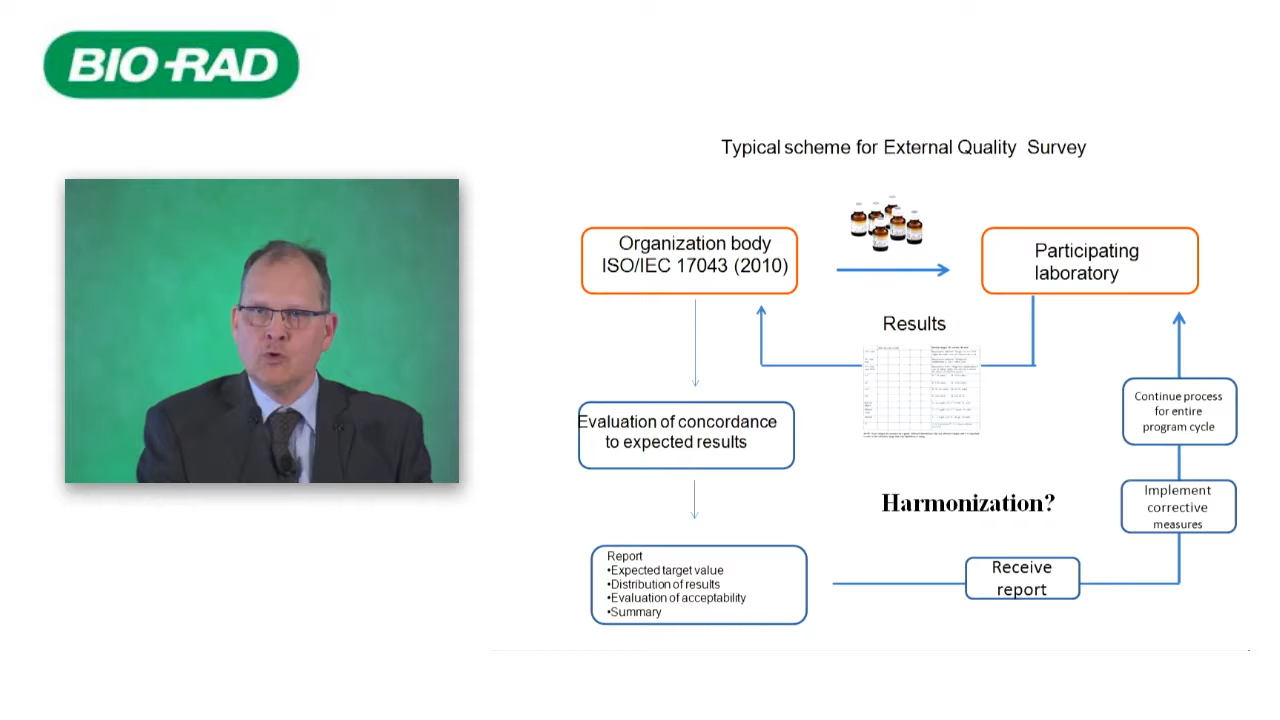 BIO-RAD
Typical scheme for External Quality Survey
Organization body
ISO/IEC 17043 (2010)
Participating
laboratory
Results
Evaluation of concordance
to expected results
Continue process
for entire
program cycle
Harmonization?
Implement
corrective
measures
Report
•Expected target value
•Distribution of results
•Evaluation of acceptability
•Summary
Receive
report